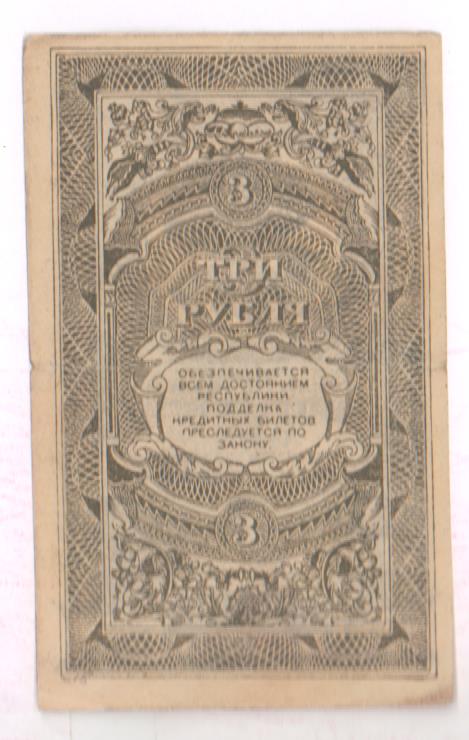 3
ТРИ
РУБЛЯ
ОБЕЗПЕЧИВАЕТСЯ
ВСЕМ ДОСТОЯНИЕМ
РЕСПУБЛИКИ.
ПОДДЕЛКА
КРЕДИТНЫХ БИЛЕТОВ
ПРЕСЛЕДУЕТСЯ ПО
ЗАКОНУ.
3